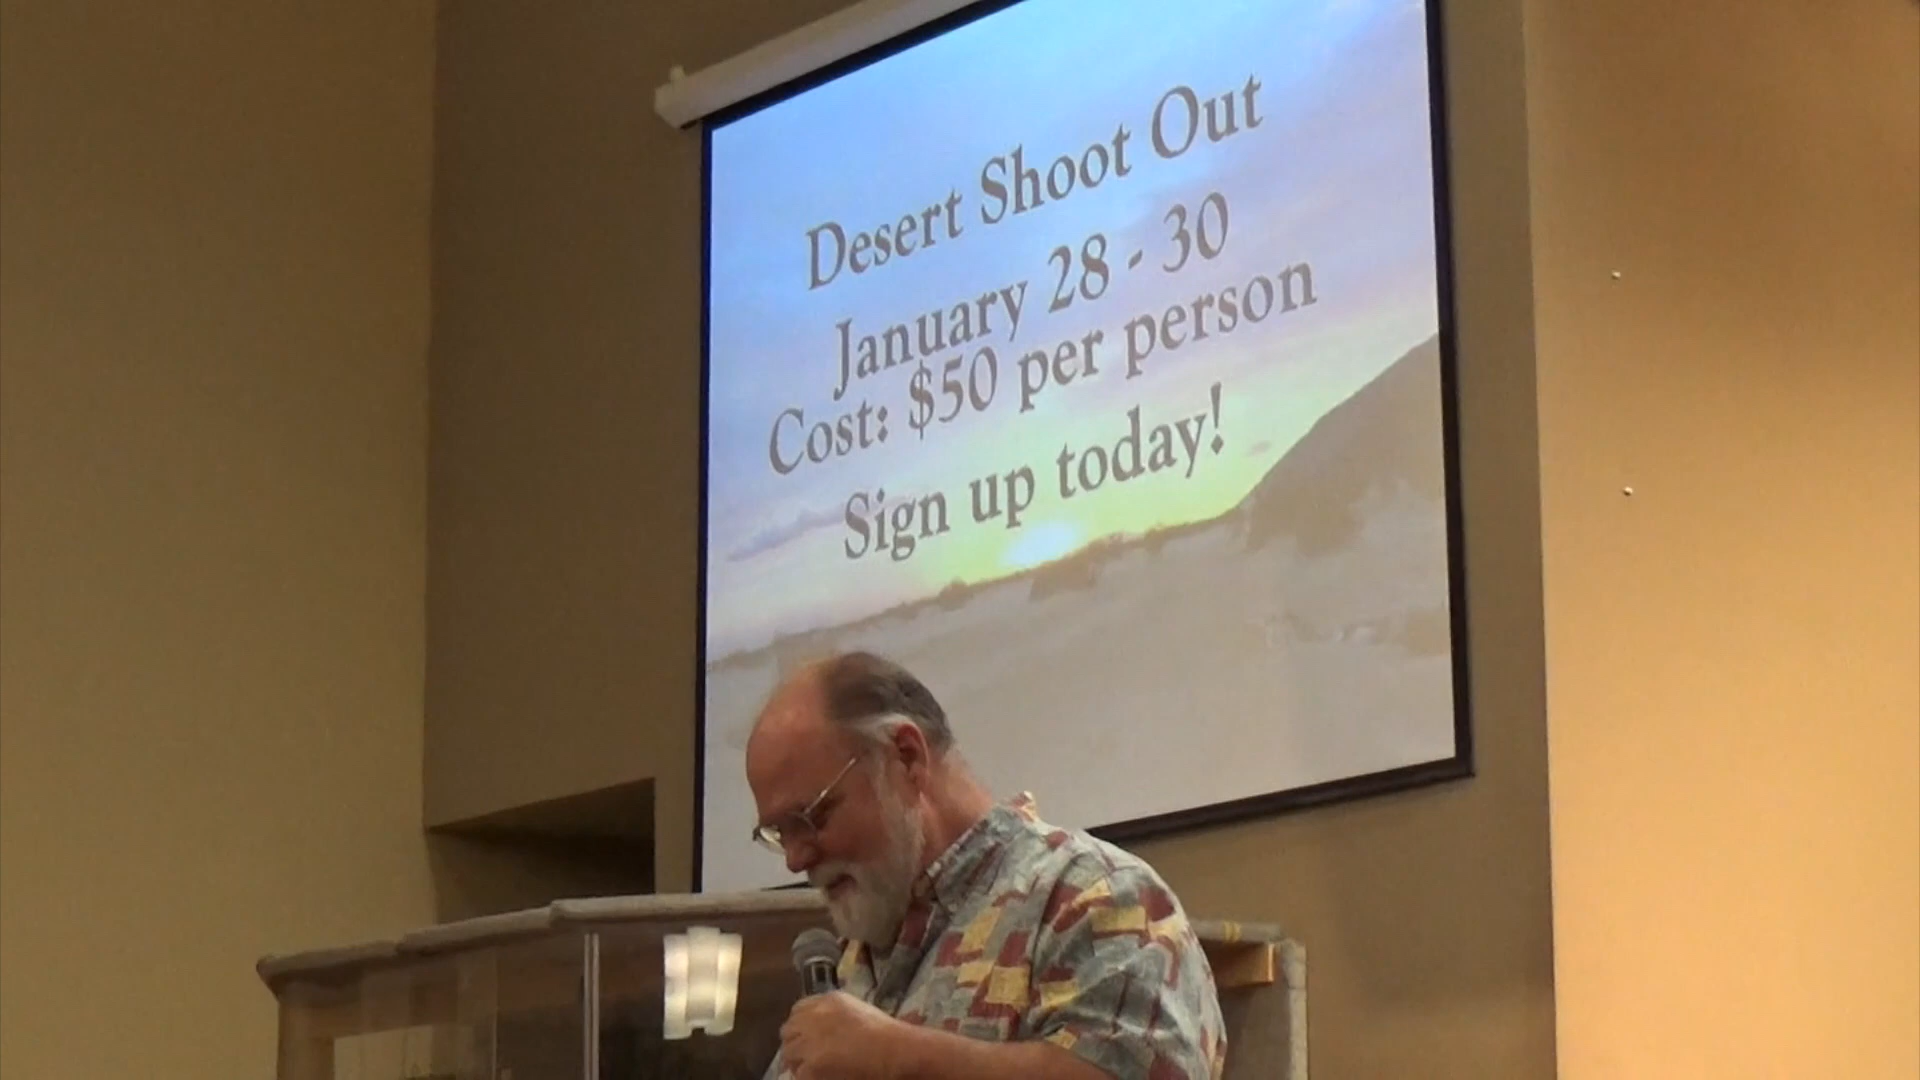 Desert Shoot Out
January 28 - 30
Cost: $50 per person
Sign up today!